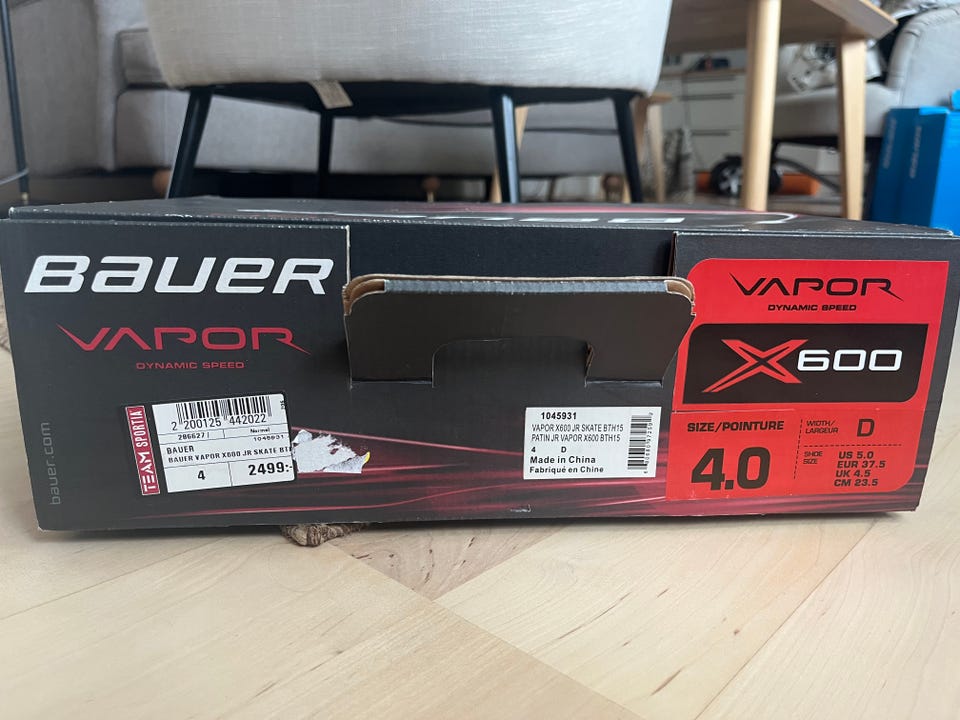 BAUER
VAPOR
DYNAMIC SPEED
bauer.com
TEAM SPORTIA
2 200125 442022
286627
Normal
1045931
BAUER
BAUER VAPOR X600 JR SKATE BT
4
2499:-
1045931
VAPOR X600 JR SKATE BTH15
PATIN JR VAPOR X600 BTH15
4 D
Made in China
Fabriqué en Chine
VAPOR
DYNAMIC SPEED
X600
SIZE/POINTURE
4.0
WIDTH/
LARGEUR
D
SHOE
SIZE
US 5.0
EUR 37.5
UK 4.5
CM 23.5